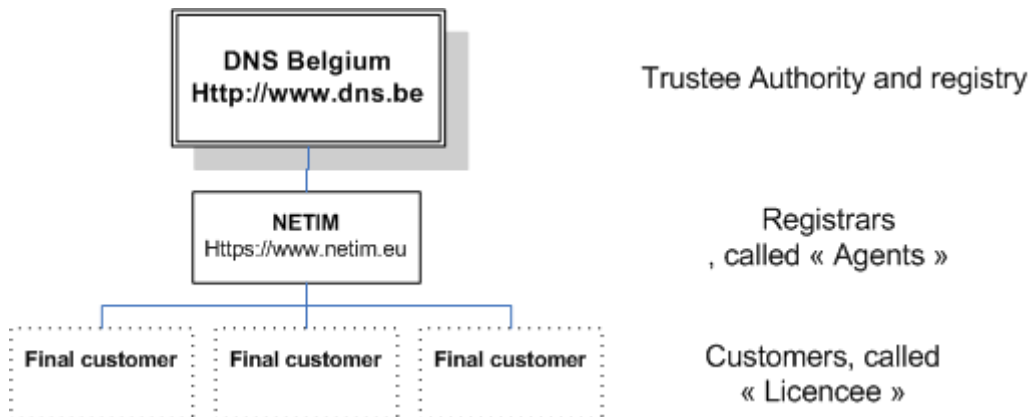 DNS Belgium
Http://www.dns.be
Trustee Authority and registry
NETIM
Https://www.netim.eu
Registrars
, called « Agents »
Final customer
Final customer
Final customer
Customers, called
« Licencee »